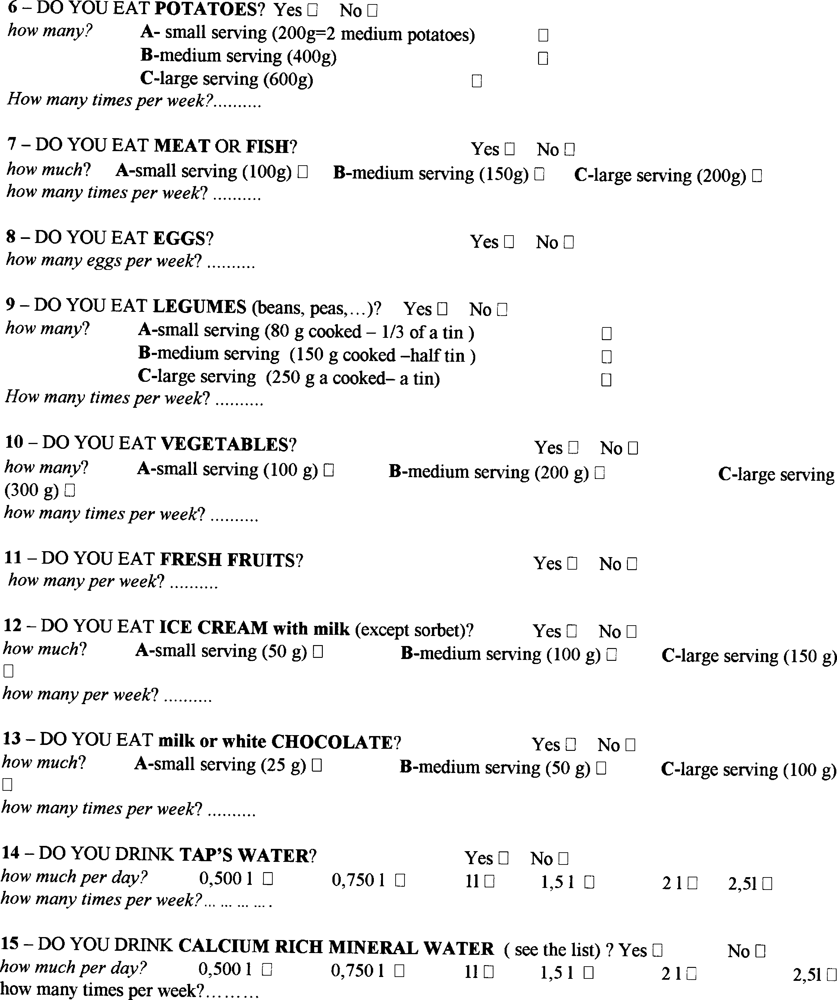 6 – DO YOU EAT POTATOES? Yes □ No □
how many? A- small serving (200g=2 medium potatoes) □
B-medium serving (400g) □
C-large serving (600g) □
How many times per week?..........
7 – DO YOU EAT MEAT OR FISH? Yes □ No □
how much? A-small serving (100g) □ B-medium serving (150g) □ C-large serving (200g) □
how many times per week? ..........
8 – DO YOU EAT EGGS? Yes □ No □
how many eggs per week? ..........
9 – DO YOU EAT LEGUMES (beans, peas,...)? Yes □ No □
how many? A-small serving (80 g cooked – 1/3 of a tin ) □
B-medium serving (150 g cooked –half tin ) □
C-large serving (250 g a cooked– a tin) □
How many times per week? ..........
10 – DO YOU EAT VEGETABLES? Yes □ No □
how many? A-small serving (100 g) □ B-medium serving (200 g) □ C-large serving
(300 g) □
how many times per week? ..........
11 – DO YOU EAT FRESH FRUITS? Yes □ No □
how many per week? ..........
12 – DO YOU EAT ICE CREAM with milk (except sorbet)? Yes □ No □
how much? A-small serving (50 g) □ B-medium serving (100 g) □ C-large serving (150 g)
□
how many per week? ..........
13 – DO YOU EAT milk or white CHOCOLATE? Yes □ No □
how much? A-small serving (25 g) □ B-medium serving (50 g) □ C-large serving (100 g)
□
how many times per week? ..........
14 – DO YOU DRINK TAP'S WATER? Yes □ No □
how much per day? 0,500 l □ 0,750 l □ 1l □ 1,5 l □ 2 l □ 2,5l □
how many times per week?... ... ... ... .
15 – DO YOU DRINK CALCIUM RICH MINERAL WATER ( see the list) ? Yes □ No □
how much per day? 0,500 l □ 0,750 l □ 1l □ 1,5 l □ 2 l □ 2,5l □
how many times per week?..........